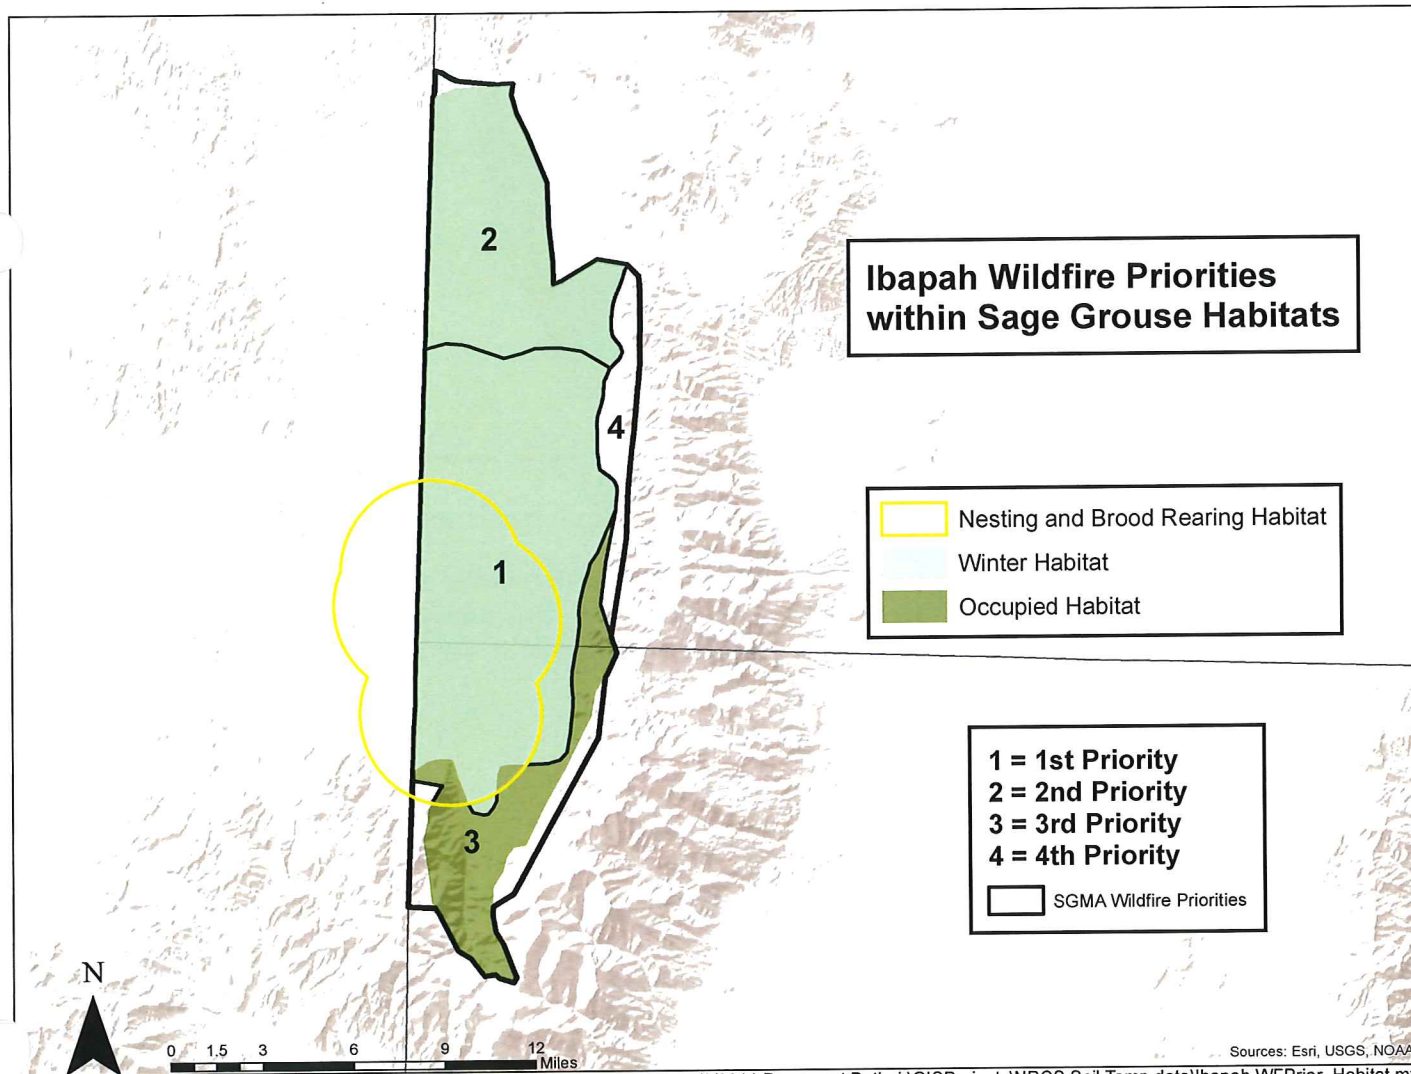 2
Ibapah Wildfire Priorities
within Sage Grouse Habitats
4
Nesting and Brood Rearing Habitat
1
Winter Habitat
Occupied Habitat
1 = 1st Priority
2 = 2nd Priority
3 = 3rd Priority
4 = 4th Priority
3
SGMA Wildfire Priorities
N
0 1.5 3 6 9 12
Miles
Sources: Esri, USGS, NOAA